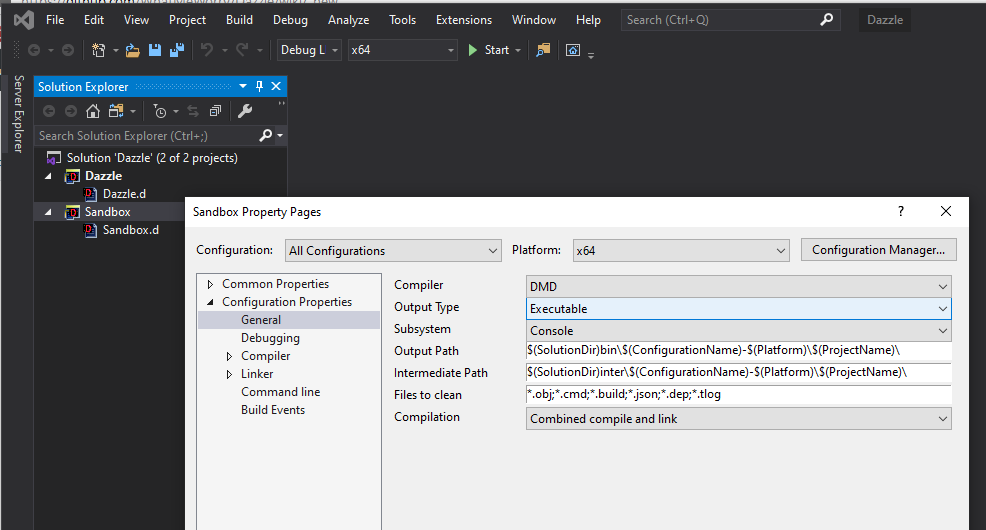 File Edit View Project Build Debug Analyze Tools Extensions Window Help Search (Ctrl+Q) Dazzle
Debug L x64 Start
Server Explorer
Solution Explorer
Search Solution Explorer (Ctrl+;)
Solution 'Dazzle' (2 of 2 projects)
Dazzle
Dazzle.d
Sandbox
Sandbox.d
Sandbox Property Pages
Configuration: All Configurations Platform: x64 Configuration Manager...
Common Properties
Configuration Properties
General
Debugging
Compiler
Linker
Command line
Build Events
Compiler DMD
Output Type Executable
Subsystem Console
Output Path $(SolutionDir)bin\$(ConfigurationName)-$(Platform)\$(ProjectName)\
Intermediate Path $(SolutionDir)inter\$(ConfigurationName)-$(Platform)\$(ProjectName)\
Files to clean *.obj;*.cmd;*.build;*.json;*.dep;*.tlog
Compilation Combined compile and link